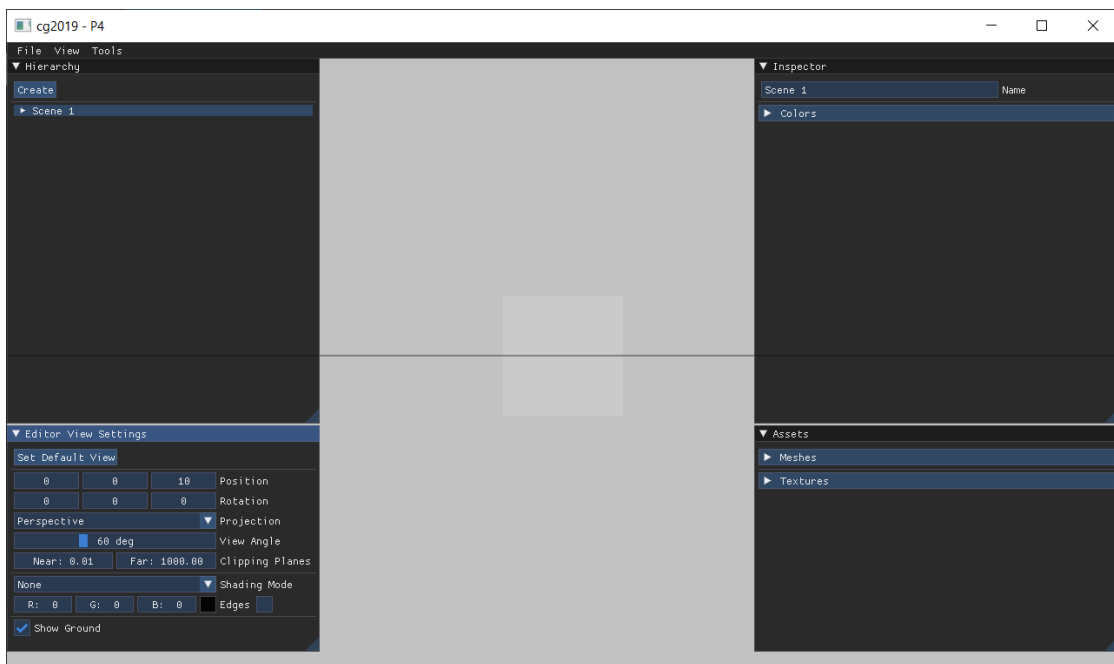 cg2019 - P4
File View Tools
Hierarchy
Create
Scene 1
Inspector
Scene 1 Name
Colors
Editor View Settings
Set Default View
0 0 10 Position
0 0 0 Rotation
Perspective Projection
60 deg View Angle
Near: 0.01 Far: 1000.00 Clipping Planes
None Shading Mode
R: 0 G: 0 B: 0 Edges
Show Ground
Assets
Meshes
Textures